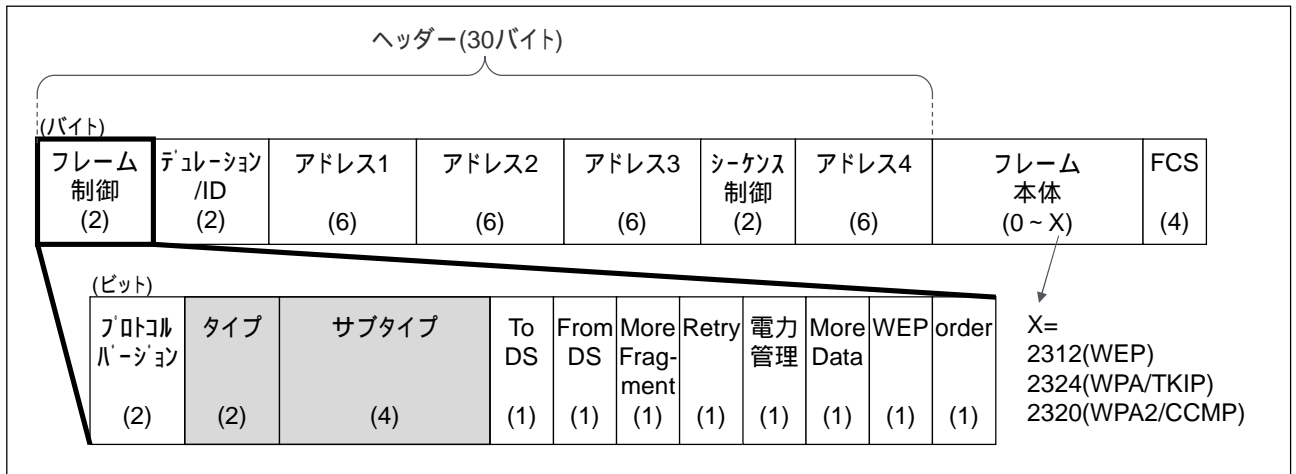 ヘッダー(30バイト)
(バイト)
フレーム
制御
(2)
ﾃﾞｭﾚｰｼｮﾝ
/ID
(2)
アドレス1
(6)
アドレス2
(6)
アドレス3
(6)
ｼｰｹﾝｽ
制御
(2)
アドレス4
(6)
フレーム
本体
(0 ~ X)
FCS
(4)
(ビット)
ﾌﾟﾛﾄｺﾙ
ﾊﾞｰｼﾞｮﾝ
(2)
タイプ
(2)
サブタイプ
(4)
To
DS
(1)
From
DS
(1)
More
Frag-
ment
(1)
Retry
(1)
電力
管理
(1)
More
Data
(1)
WEP
(1)
order
(1)
X=
2312(WEP)
2324(WPA/TKIP)
2320(WPA2/CCMP)